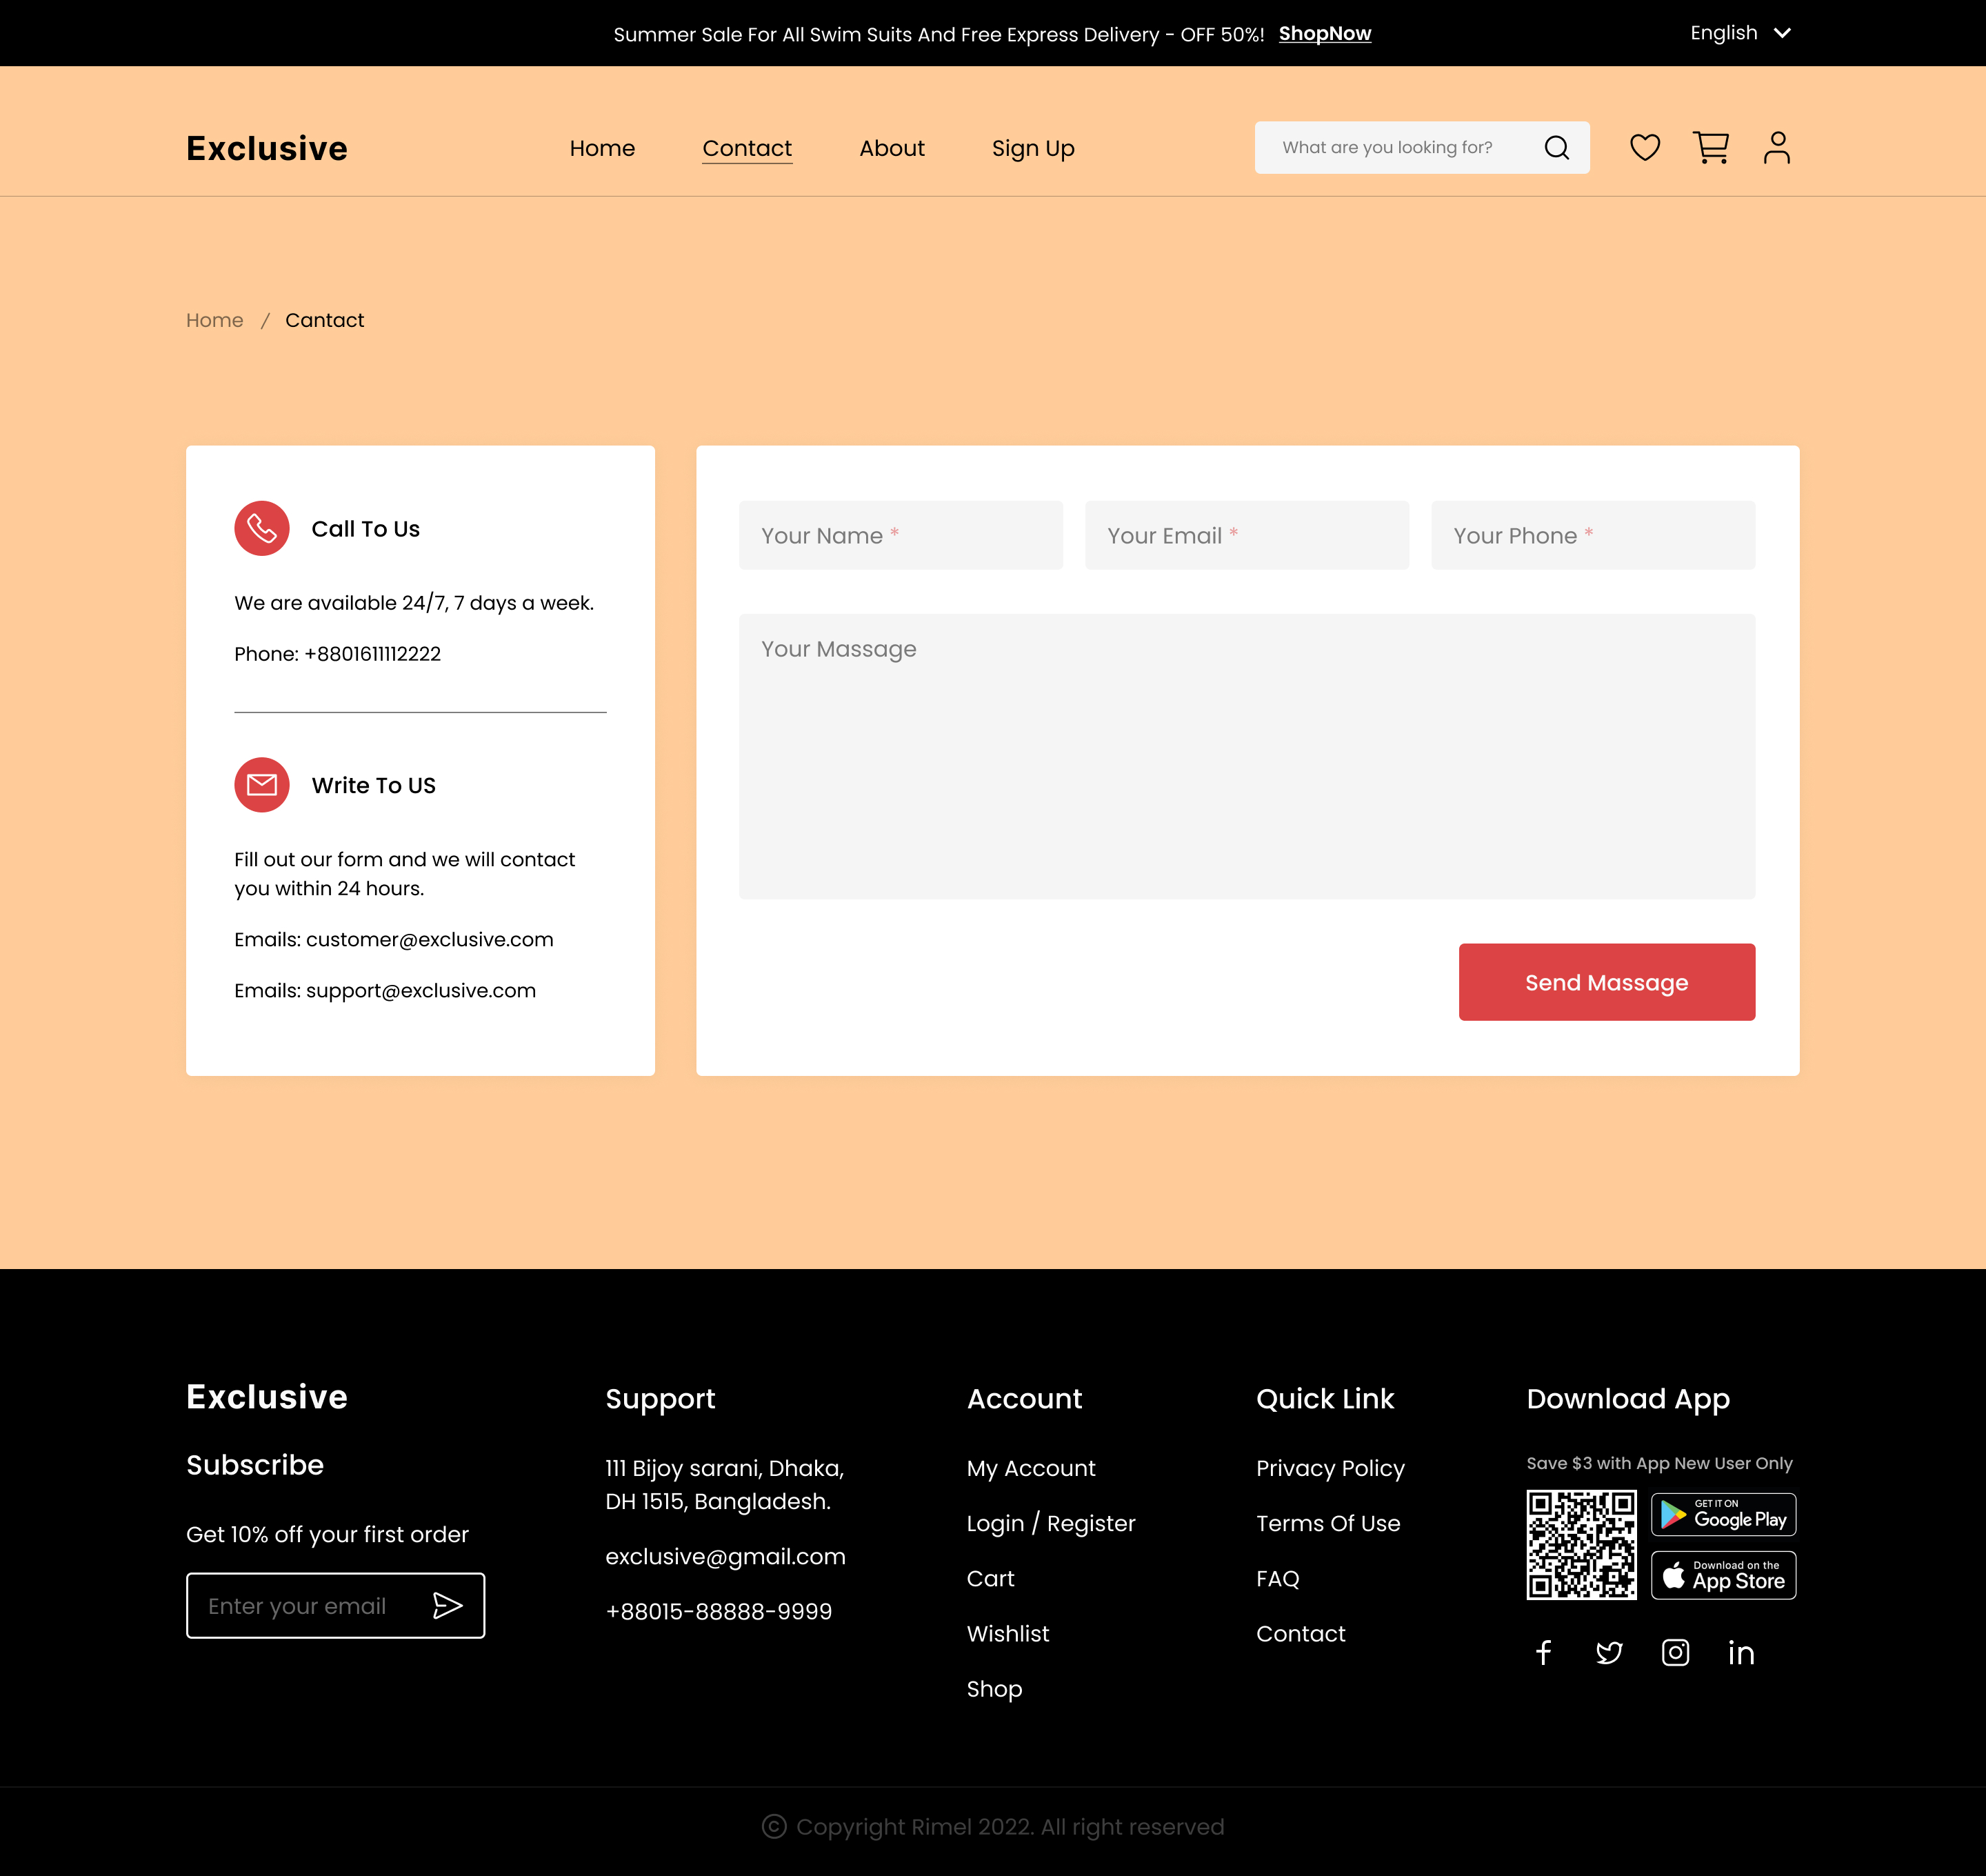 Summer Sale For All Swim Suits And Free Express Delivery - OFF 50%! ShopNow
English
Exclusive
Home
Contact
About
Sign Up
What are you looking for?
Home / Cantact
Call To Us
We are available 24/7, 7 days a week.
Phone: +8801611112222
Write To US
Fill out our form and we will contact
you within 24 hours.
Emails: customer@exclusive.com
Emails: support@exclusive.com
Your Name *
Your Email *
Your Phone *
Your Massage
Send Massage
Exclusive
Subscribe
Get 10% off your first order
Enter your email
Support
111 Bijoy sarani, Dhaka,
DH 1515, Bangladesh.
exclusive@gmail.com
+88015-88888-9999
Account
My Account
Login / Register
Cart
Wishlist
Shop
Quick Link
Privacy Policy
Terms Of Use
FAQ
Contact
Download App
Save $3 with App New User Only
GET IT ON
Google Play
Download on the
App Store
© Copyright Rimel 2022. All right reserved